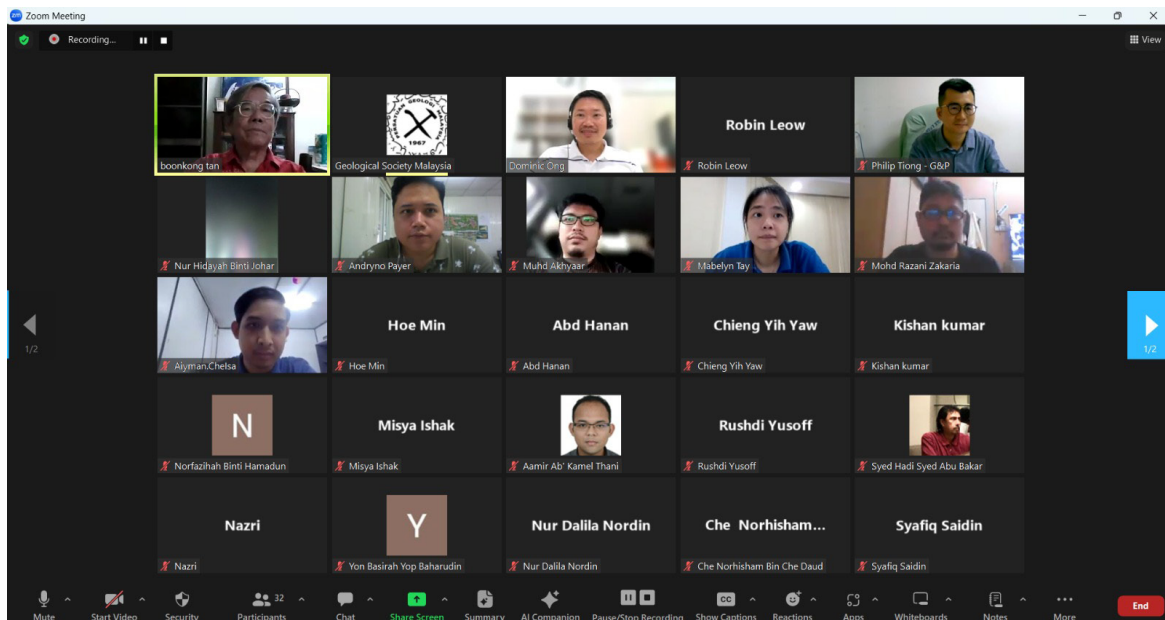 Zoom Meeting
Recording...
View
boonkong tan
PERSATUAN GEOLOGI MALAYSIA
1967
Geological Society Malaysia
Dominic Ong
Robin Leow
Robin Leow
Philip Tiong - G&P
Nur Hidayah Binti Johar
Andryno Payer
Muhd Akhyaar
Mabelyn Tay
Mohd Razani Zakaria
1/2
1/2
Aiyman.Chelsa
Hoe Min
Hoe Min
Abd Hanan
Abd Hanan
Chieng Yih Yaw
Chieng Yih Yaw
Kishan kumar
Kishan kumar
N
Norfazihah Binti Hamadun
Misya Ishak
Misya Ishak
Aamir Ab' Kamel Thani
Rushdi Yusoff
Rushdi Yusoff
Syed Hadi Syed Abu Bakar
Nazri
Nazri
Y
Yon Basirah Yop Baharudin
Nur Dalila Nordin
Nur Dalila Nordin
Che Norhisham...
Che Norhisham Bin Che Daud
Syafiq Saidin
Syafiq Saidin
Mute
Start Video
Security
32
Participants
Chat
Share Screen
Summary
AI Companion
Pause/Stop Recording
CC
Show Captions
Reactions
Apps
Whiteboards
Notes
More
End